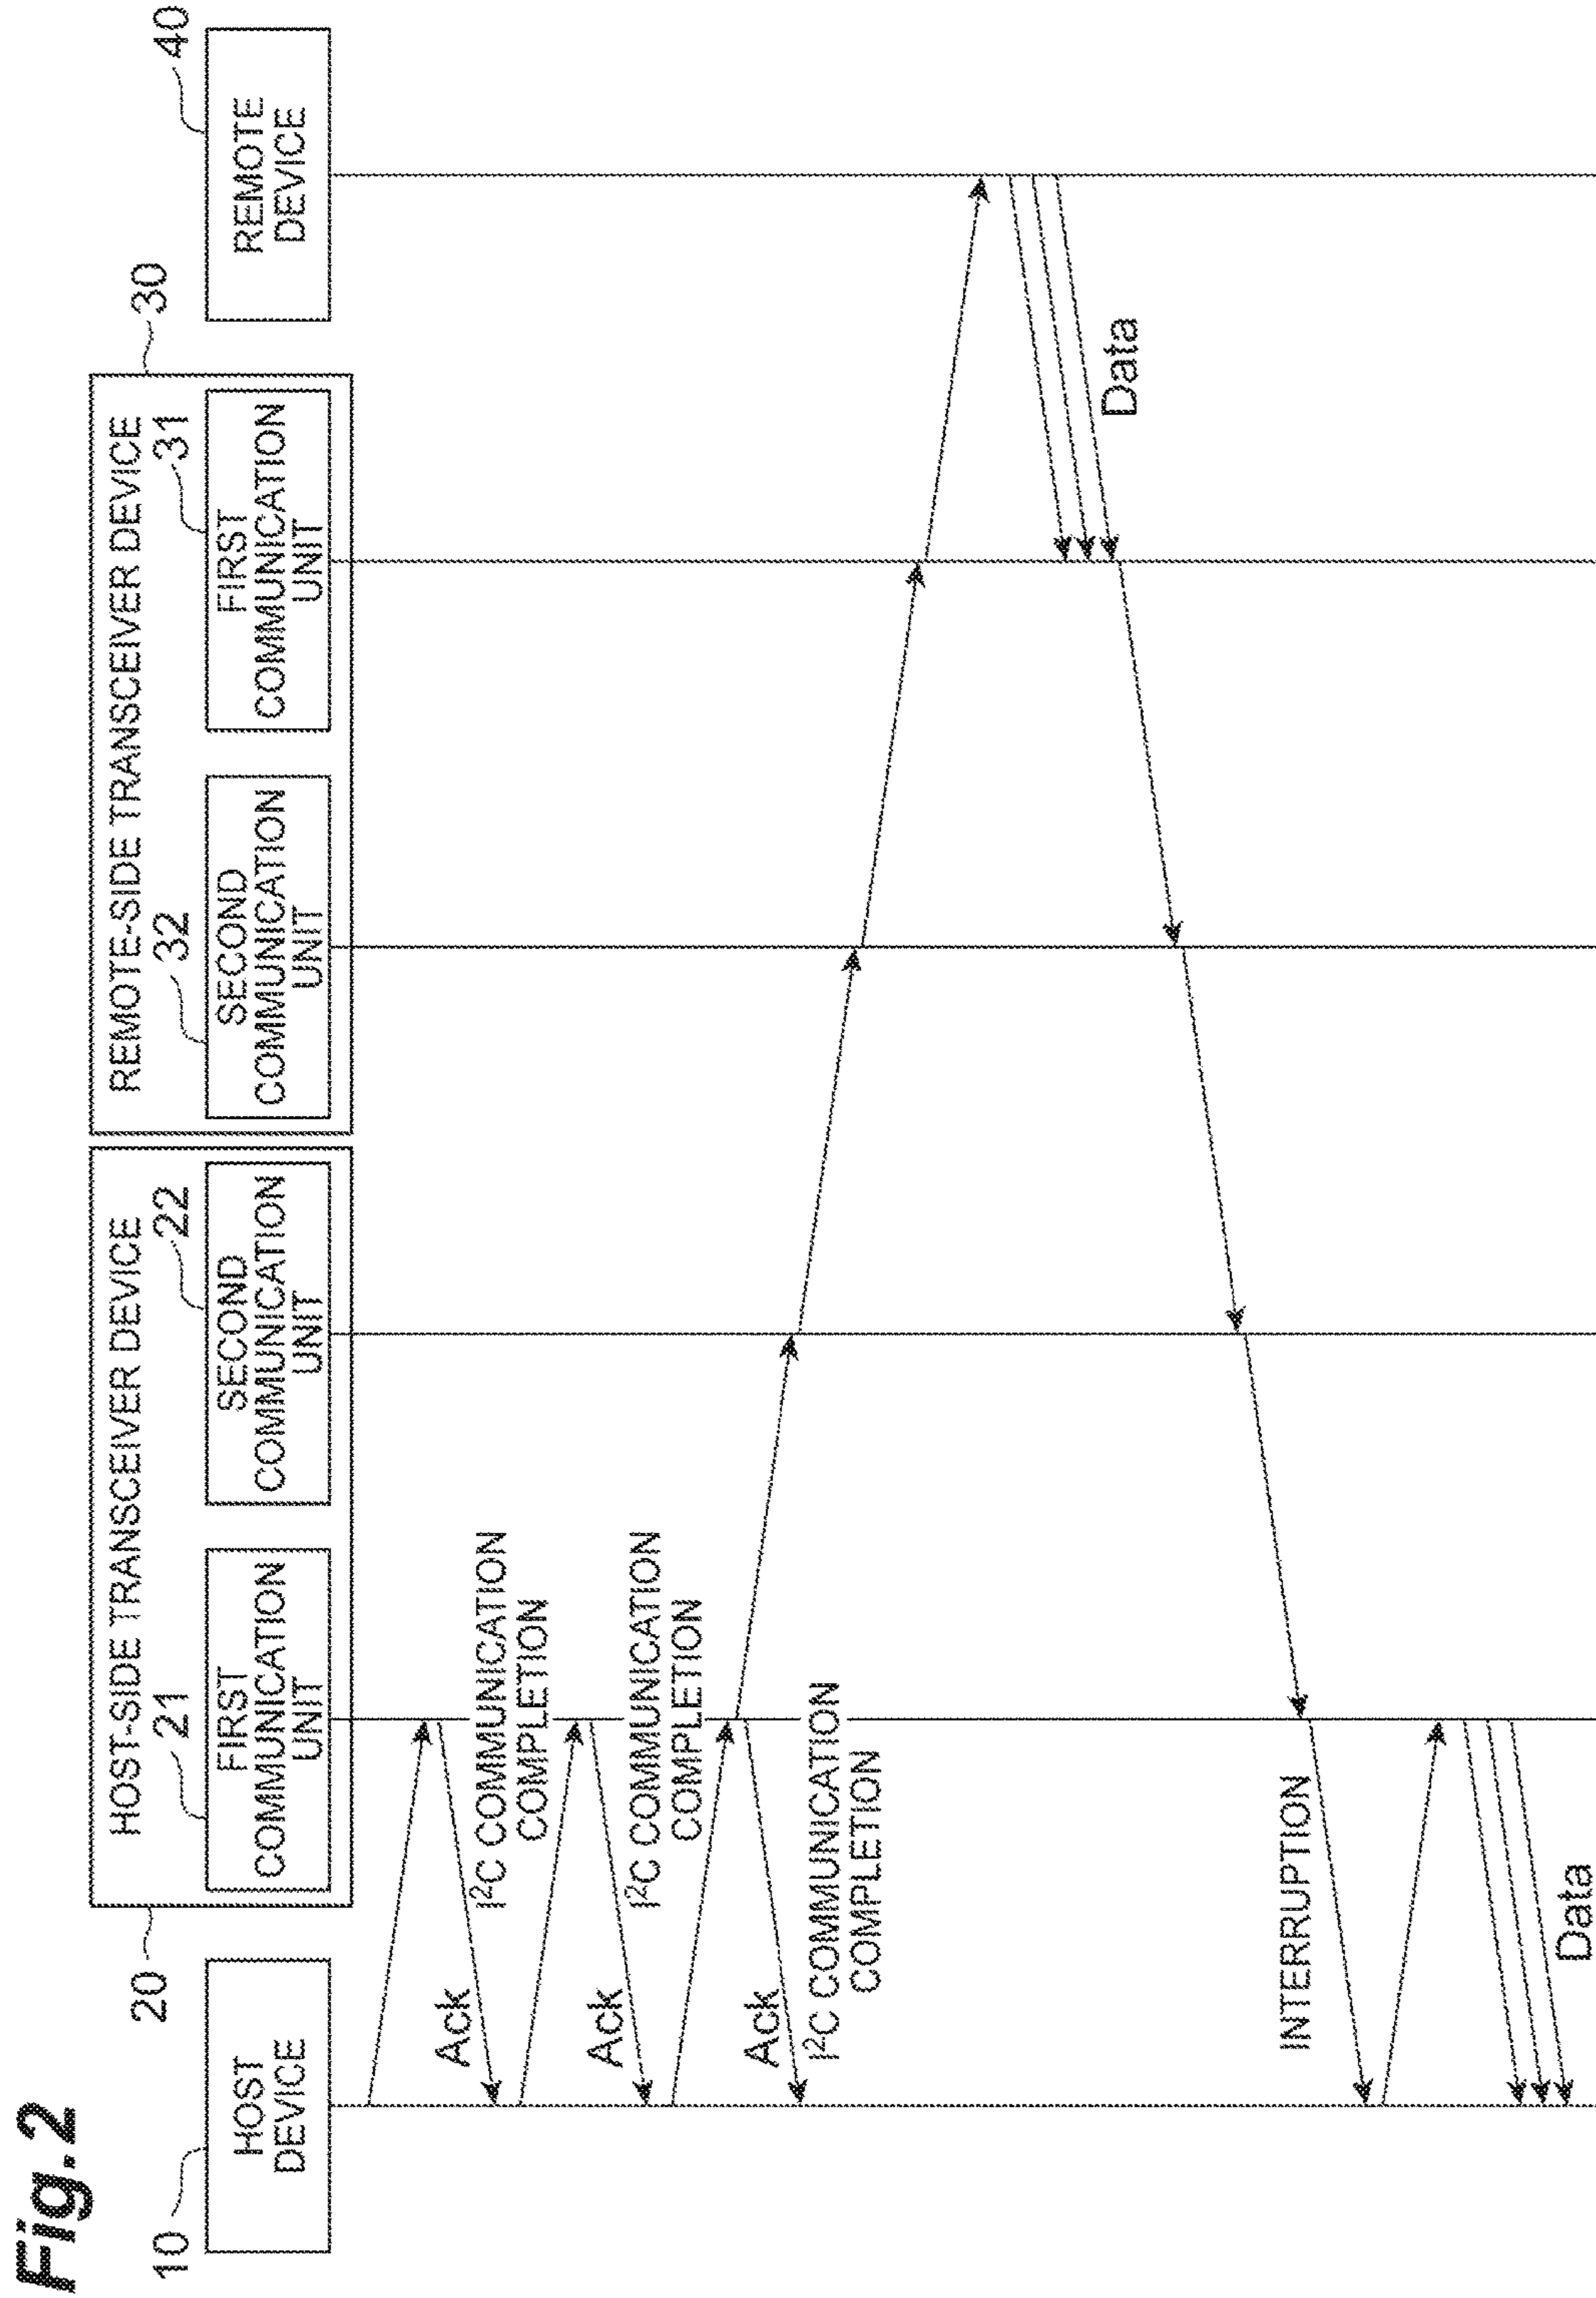 Fig.2
10
HOST
DEVICE
20
HOST-SIDE TRANSCEIVER DEVICE
21
FIRST
COMMUNICATION
UNIT
22
SECOND
COMMUNICATION
UNIT
30
REMOTE-SIDE TRANSCEIVER DEVICE
32
SECOND
COMMUNICATION
UNIT
31
FIRST
COMMUNICATION
UNIT
40
REMOTE
DEVICE
Ack
I²C COMMUNICATION
COMPLETION
Ack
I²C COMMUNICATION
COMPLETION
Ack
I²C COMMUNICATION
COMPLETION
Data
INTERRUPTION
Data